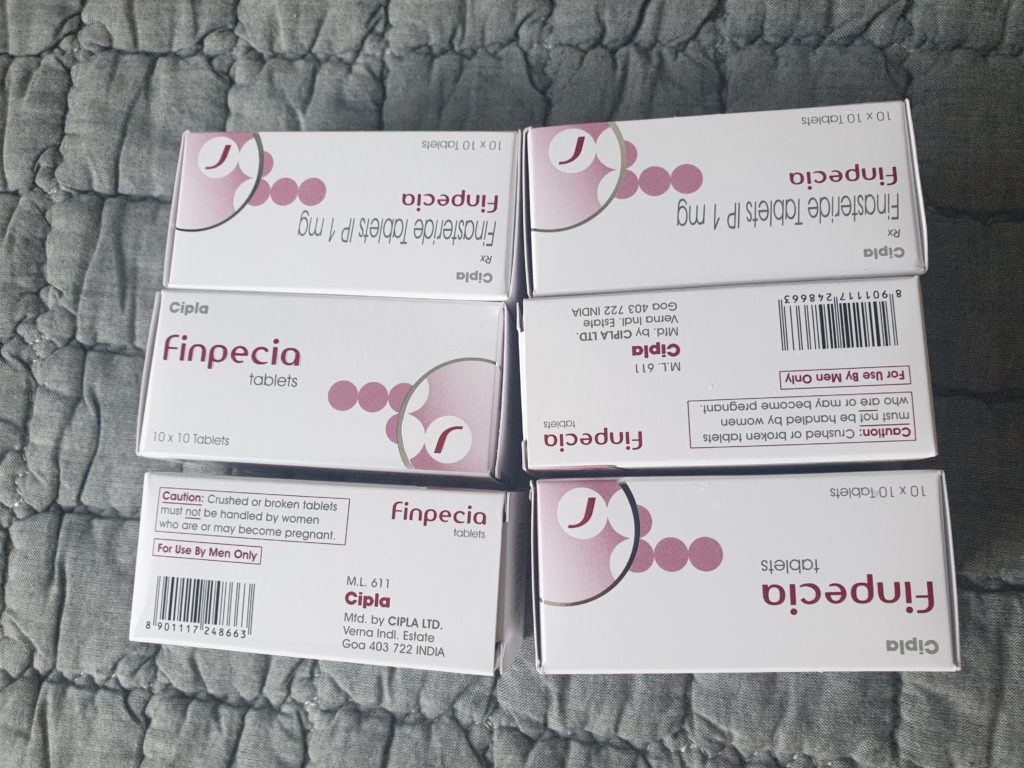 10 x 10 Tablets
Finpecia
Finasteride Tablets IP 1 mg
Rx
Cipla
10 x 10 Tablets
Finpecia
Finasteride Tablets IP 1 mg
Rx
Cipla
Cipla
Finpecia
tablets
10 x 10 Tablets
8 901117 248663
M.L. 611
Cipla
Mfd. by CIPLA LTD.
Verna Indl. Estate
Goa 403 722 INDIA
For Use By Men Only
Caution: Crushed or broken tablets
must not be handled by women
who are or may become pregnant.
Finpecia
tablets
Caution: Crushed or broken tablets
must not be handled by women
who are or may become pregnant.
For Use By Men Only
Finpecia
tablets
8 901117 248663
M.L. 611
Cipla
Mfd. by CIPLA LTD.
Verna Indl. Estate
Goa 403 722 INDIA
10 x 10 Tablets
Finpecia
tablets
Cipla